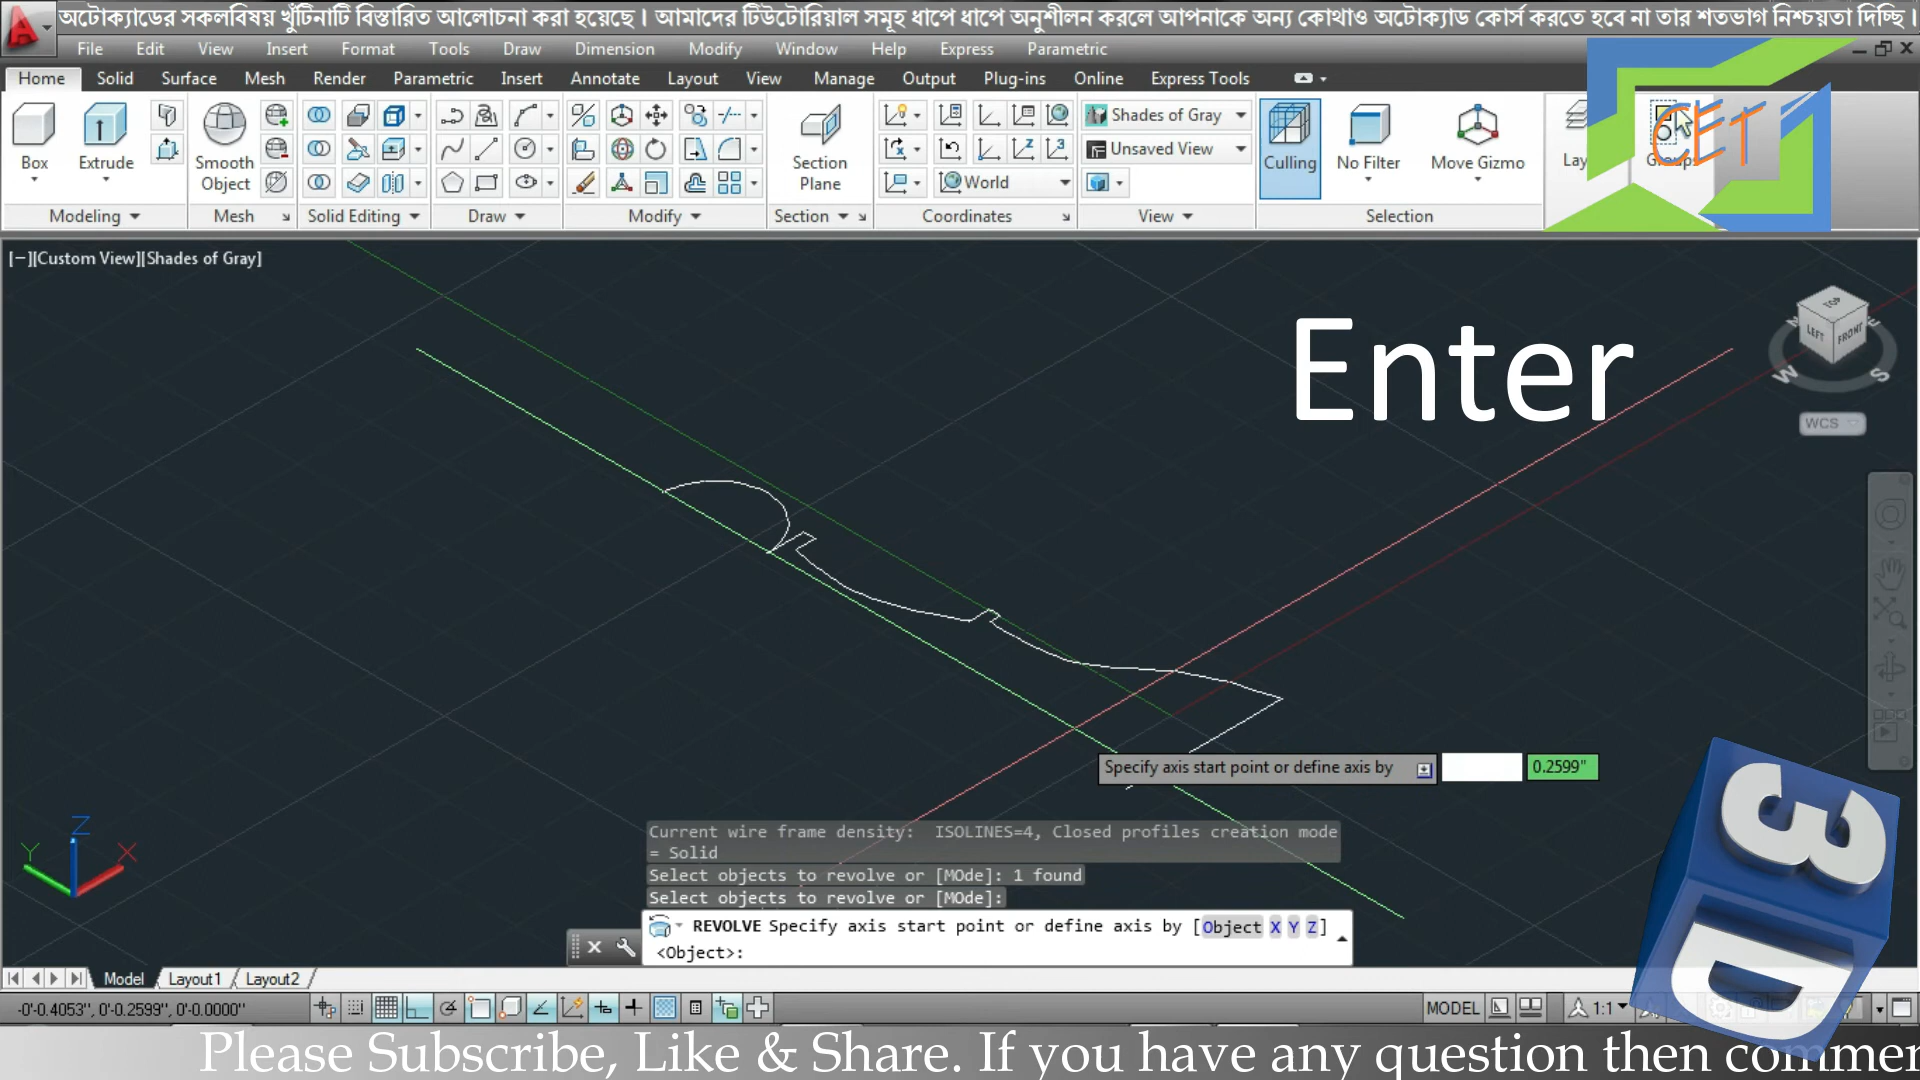 অটোক্যাডের সকলবিষয় খুঁটিনাটি বিস্তারিত আলোচনা করা হয়েছে। আমাদের টিউটোরিয়াল সমূহ ধাপে ধাপে অনুশীলন করলে আপনাকে অন্য কোথাও অটোক্যাড কোর্স করতে হবে না তার শতভাগ নিশ্চয়তা দিচ্ছি।
File Edit View Insert Format Tools Draw Dimension Modify Window Help Express Parametric
Home Solid Surface Mesh Render Parametric Insert Annotate Layout View Manage Output Plug-ins Online Express Tools
Shades of Gray
Unsaved View
World
Box Extrude Smooth Object Section Plane Culling No Filter Move Gizmo Lay Groups
CET
Modeling Mesh Solid Editing Draw Modify Section Coordinates View Selection
[−][Custom View][Shades of Gray]
Enter
TOP
LEFT FRONT
W S
WCS
Specify axis start point or define axis by 0.2599"
Z
Y X
Current wire frame density: ISOLINES=4, Closed profiles creation mode
= Solid
Select objects to revolve or [MOde]: 1 found
Select objects to revolve or [MOde]:
REVOLVE Specify axis start point or define axis by [Object X Y Z]
<Object>:
3D
Model Layout1 Layout2
-0'-0.4053", 0'-0.2599", 0'-0.0000"
MODEL 1:1
Please Subscribe, Like & Share. If you have any question then